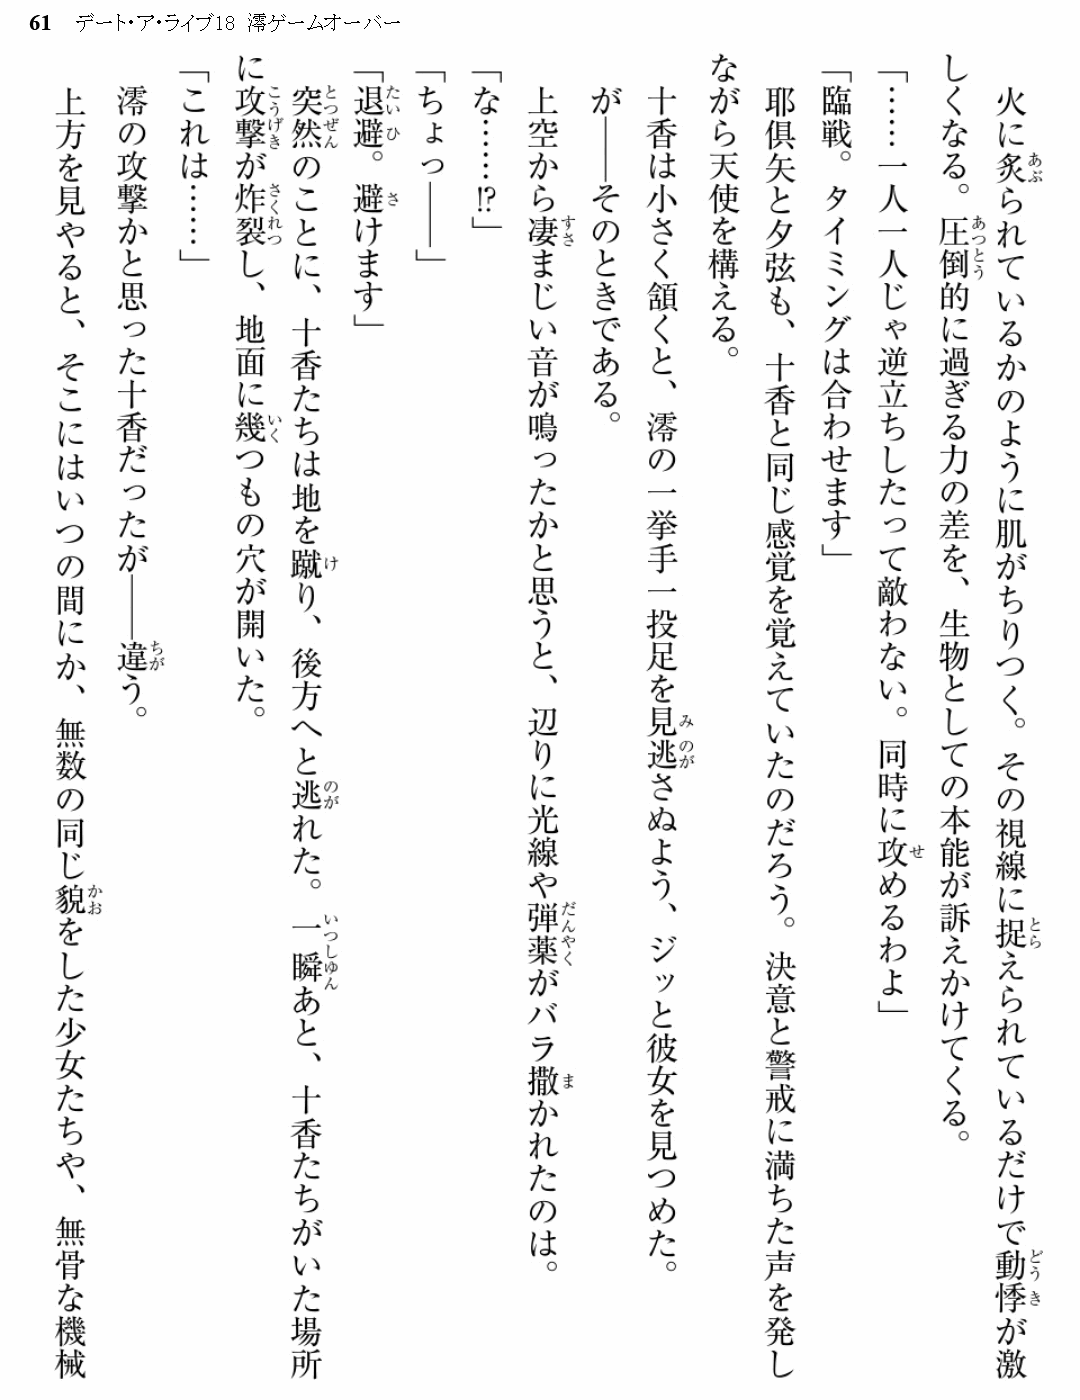 61 デート・ア・ライブ18 澪ゲームオーバー
火に炙られているかのように肌がちりつく。その視線に捉えられているだけで動悸が激
しくなる。圧倒的に過ぎる力の差を、生物としての本能が訴えかけてくる。
「……一人一人じゃ逆立ちしたって敵わない。同時に攻めるわよ」
「臨戦。タイミングは合わせます」
耶倶矢と夕弦も、十香と同じ感覚を覚えていたのだろう。決意と警戒に満ちた声を発し
ながら天使を構える。
十香は小さく頷くと、澪の一挙手一投足を見逃さぬよう、ジッと彼女を見つめた。
が――そのときである。
上空から凄まじい音が鳴ったかと思うと、辺りに光線や弾薬がバラ撒かれたのは。
「な……!?」
「ちょっ――」
「退避。避けます」
突然のことに、十香たちは地を蹴り、後方へと逃れた。一瞬あと、十香たちがいた場所
に攻撃が炸裂し、地面に幾つもの穴が開いた。
「これは……」
澪の攻撃かと思った十香だったが――違う。
上方を見やると、そこにはいつの間にか、無数の同じ貌をした少女たちや、無骨な機械